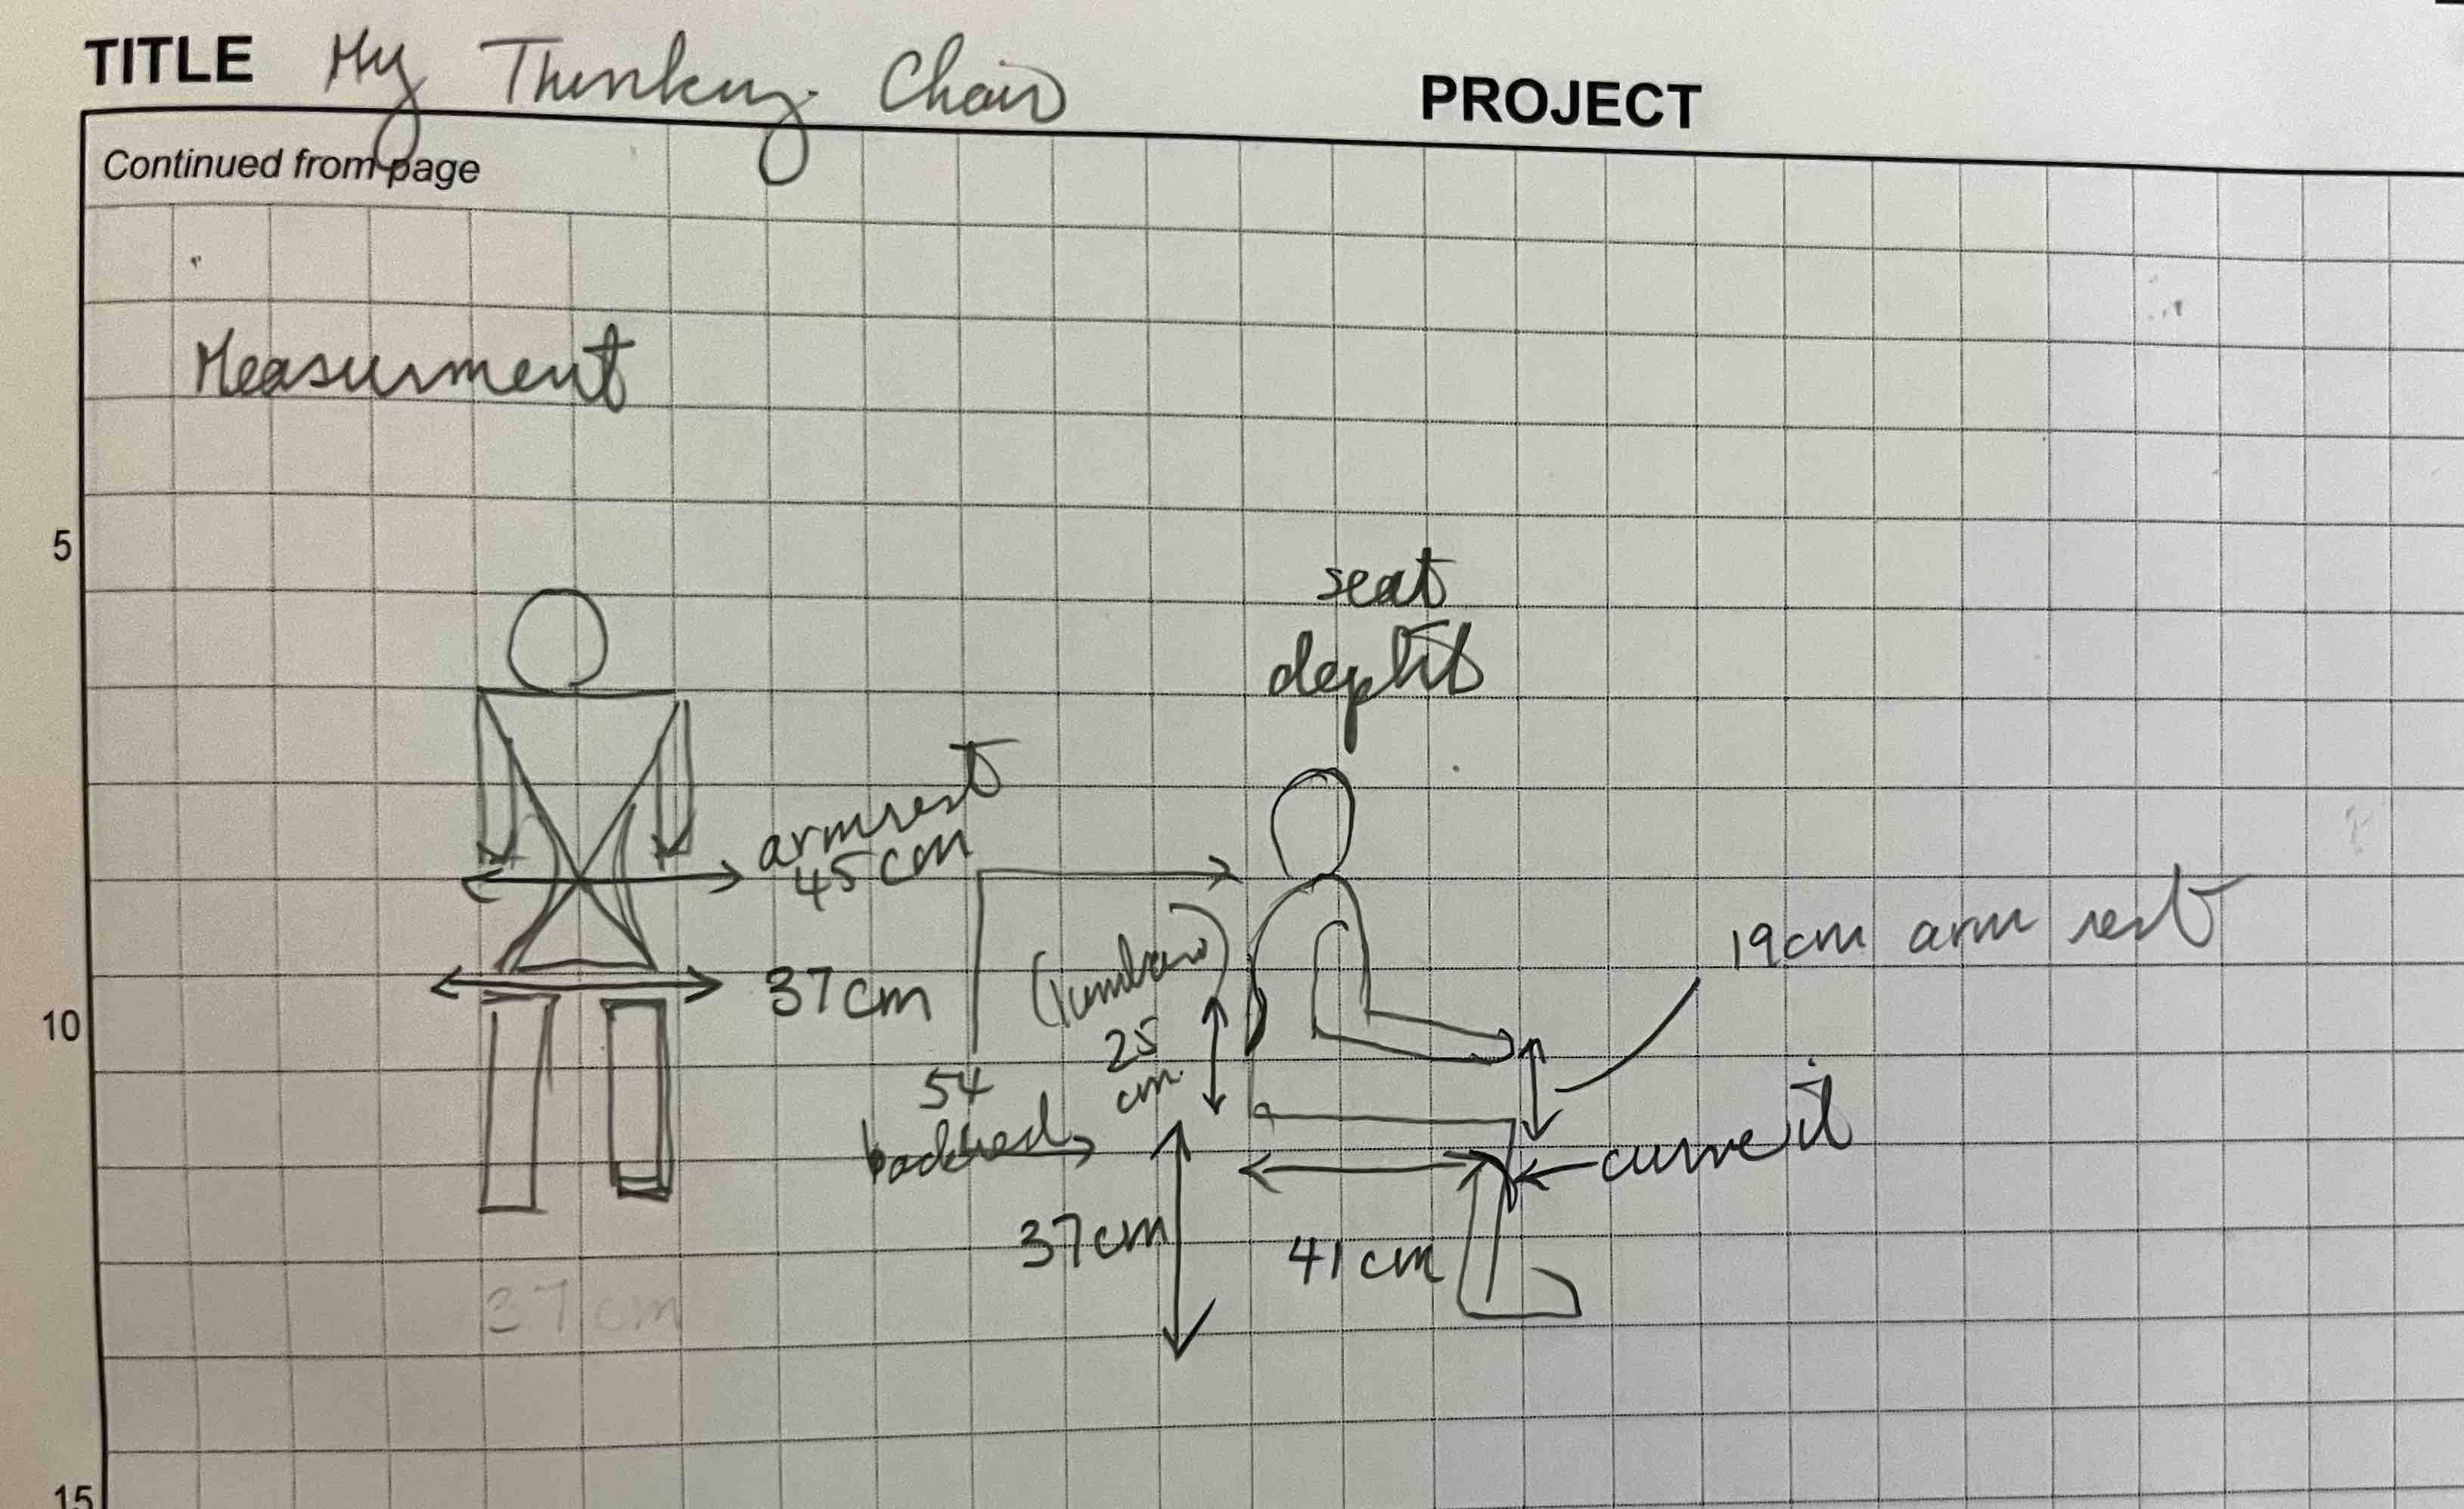 TITLE My Thinking Chair
PROJECT
Continued from page
Measurment
5
seat
depth
armrest
45cm
19cm arm rest
37cm
(lumbar)
10
25
cm
54
curve it
37cm
41cm
37cm
15